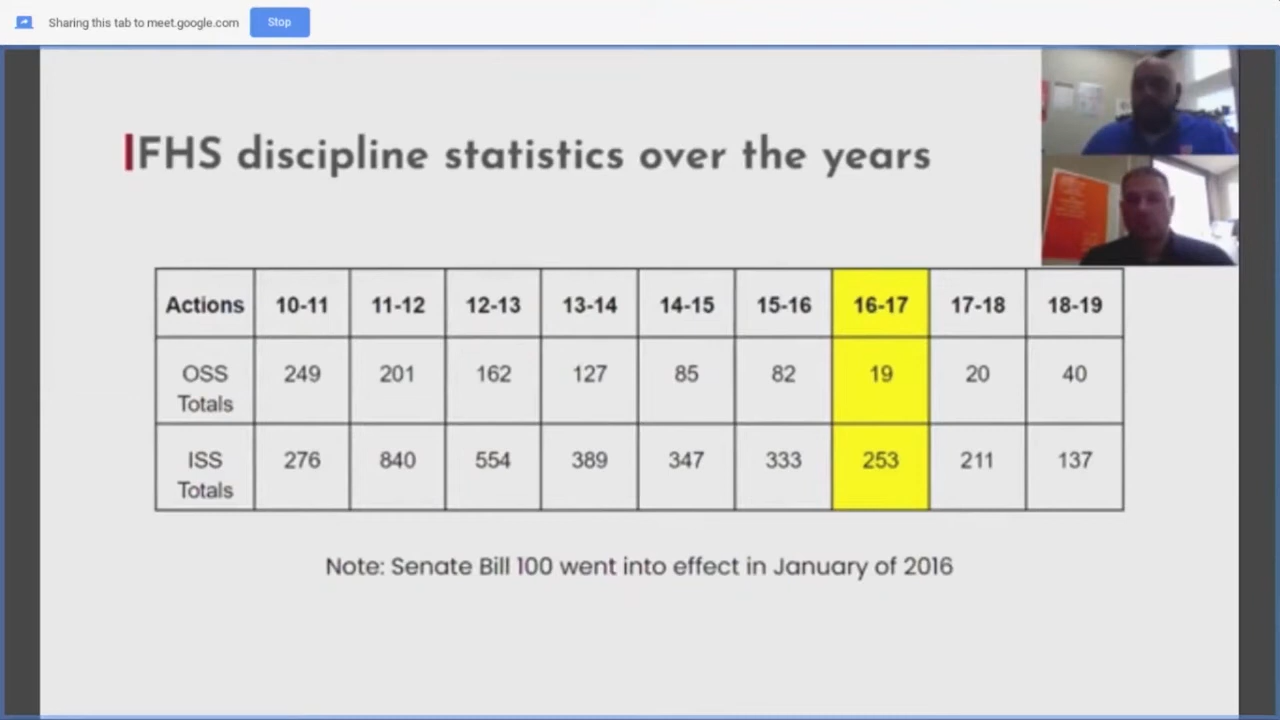 Sharing this tab to meet.google.com Stop
FHS discipline statistics over the years
Actions 10-11 11-12 12-13 13-14 14-15 15-16 16-17 17-18 18-19
OSS Totals 249 201 162 127 85 82 19 20 40
ISS Totals 276 840 554 389 347 333 253 211 137
Note: Senate Bill 100 went into effect in January of 2016